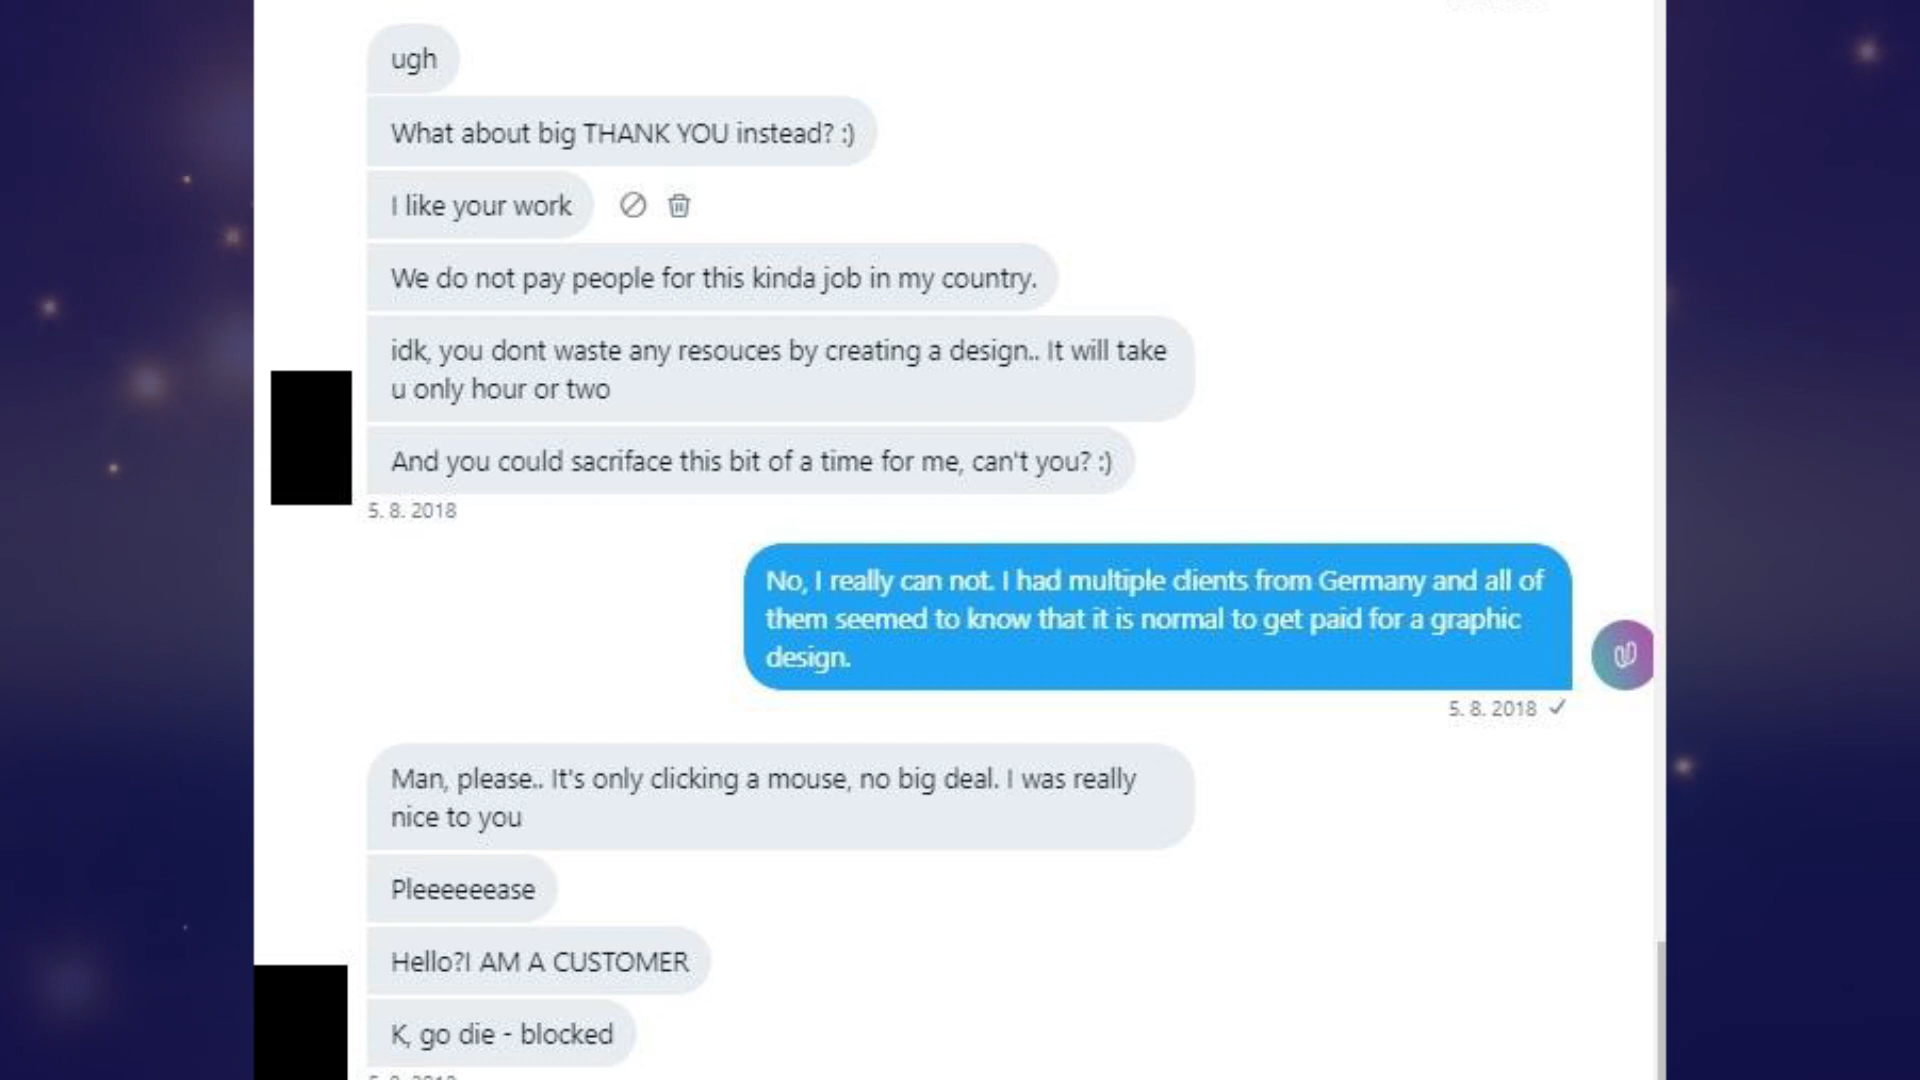 ugh
What about big THANK YOU instead? :)
I like your work
We do not pay people for this kinda job in my country.
idk, you dont waste any resouces by creating a design.. It will take
u only hour or two
And you could sacriface this bit of a time for me, can't you? :)
5. 8. 2018
No, I really can not. I had multiple clients from Germany and all of
them seemed to know that it is normal to get paid for a graphic
design.
5. 8. 2018
Man, please.. It's only clicking a mouse, no big deal. I was really
nice to you
Pleeeeeease
Hello?I AM A CUSTOMER
K, go die - blocked